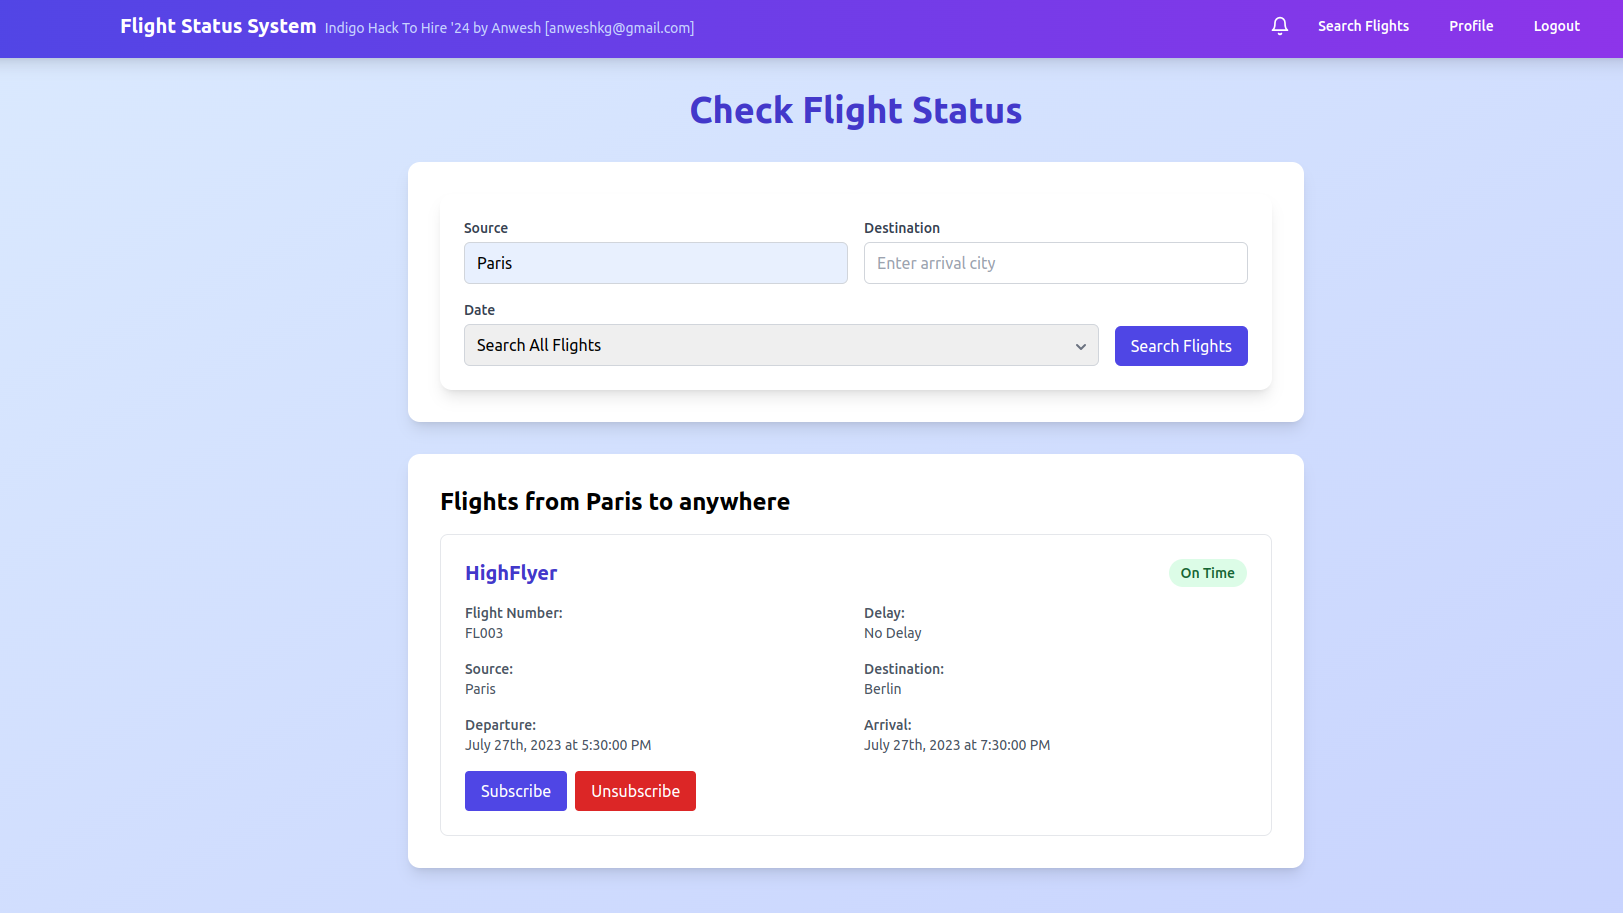 Flight Status System Indigo Hack To Hire '24 by Anwesh [anweshkg@gmail.com] Search Flights Profile Logout
Check Flight Status
Source Destination
Paris Enter arrival city
Date
Search All Flights Search Flights
Flights from Paris to anywhere
HighFlyer On Time
Flight Number: Delay:
FL003 No Delay
Source: Destination:
Paris Berlin
Departure: Arrival:
July 27th, 2023 at 5:30:00 PM July 27th, 2023 at 7:30:00 PM
Subscribe Unsubscribe